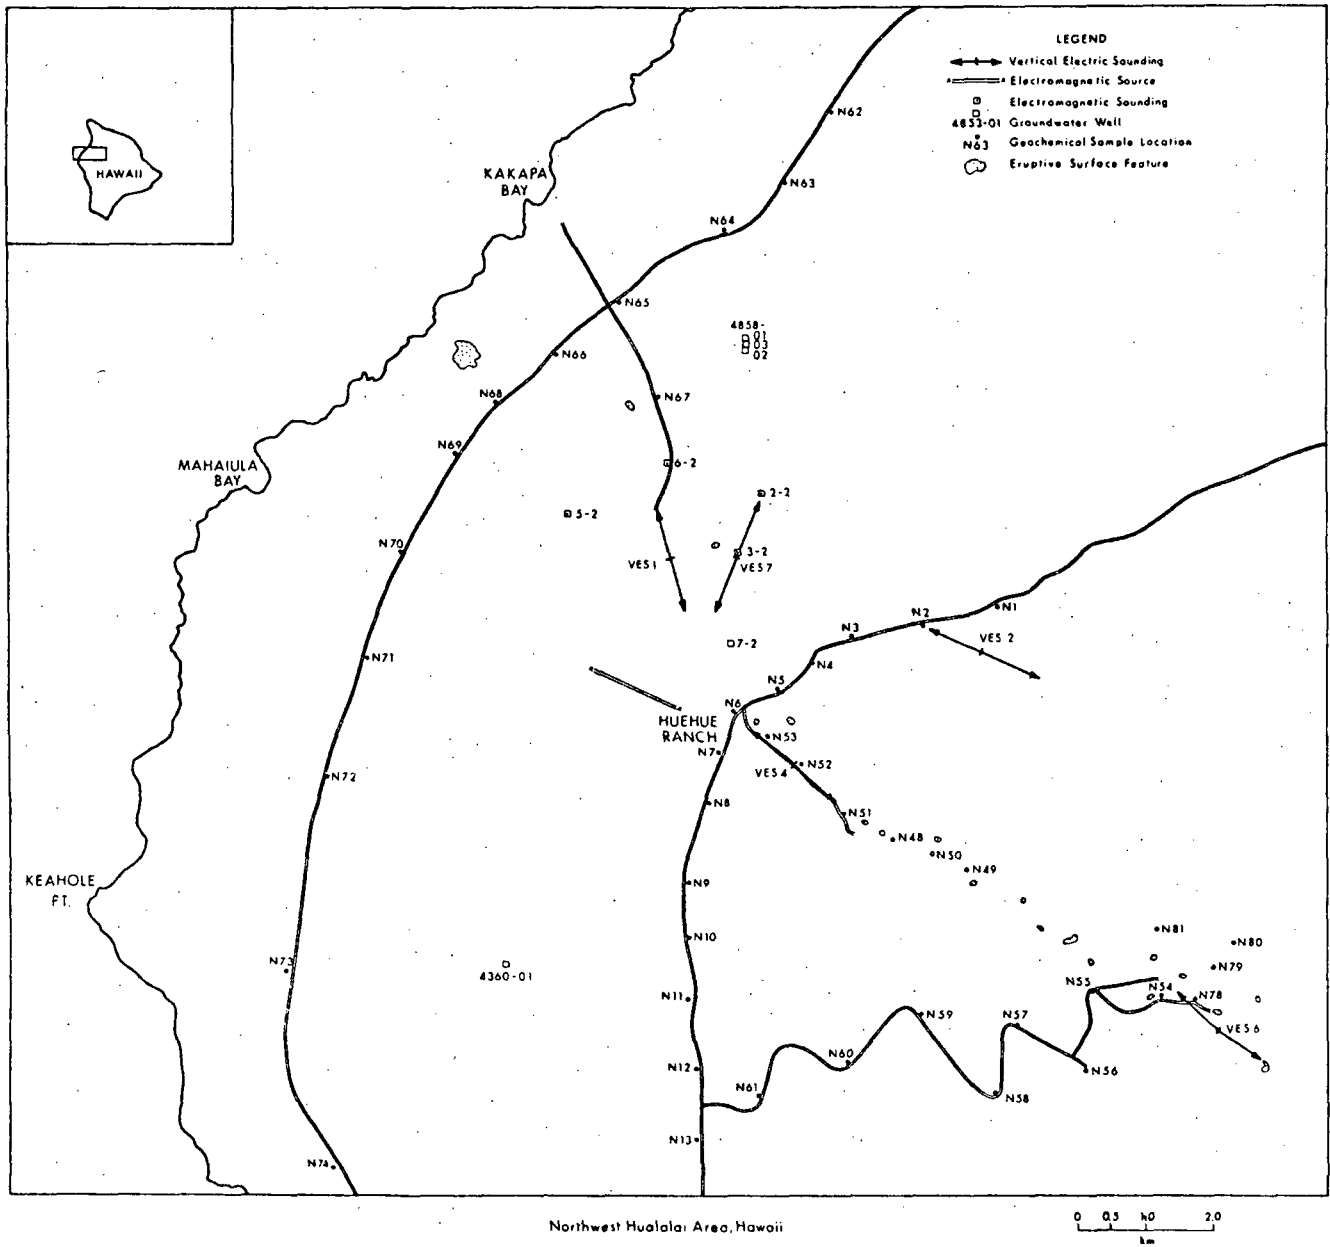 LEGEND
Vertical Electric Sounding
Electromagnetic Source
Electromagnetic Sounding
4853-01 Groundwater Well
N63 Geochemical Sample Location
Eruptive Surface Feature
HAWAII
KAKAPA
BAY
N62
N63
N64
N65
4858-
01
03
02
N66
N67
N68
N69
6-2
MAHAIULA
BAY
2-2
5-2
N70
3-2
VES 1
VES 7
N1
N2
N3
7-2
VES 2
N4
N71
N5
N6
HUEHUE
RANCH
N53
N7
N52
VES 4
N72
N8
N51
N48
N50
N49
KEAHOLE
PT.
N9
N10
N81
N80
N73
4360-01
N79
N55
N54
N78
N11
N59
N57
VES 6
N60
N12
N56
N61
N58
N13
N74
Northwest Hualalai Area, Hawaii
0 0.5 1.0 2.0
km